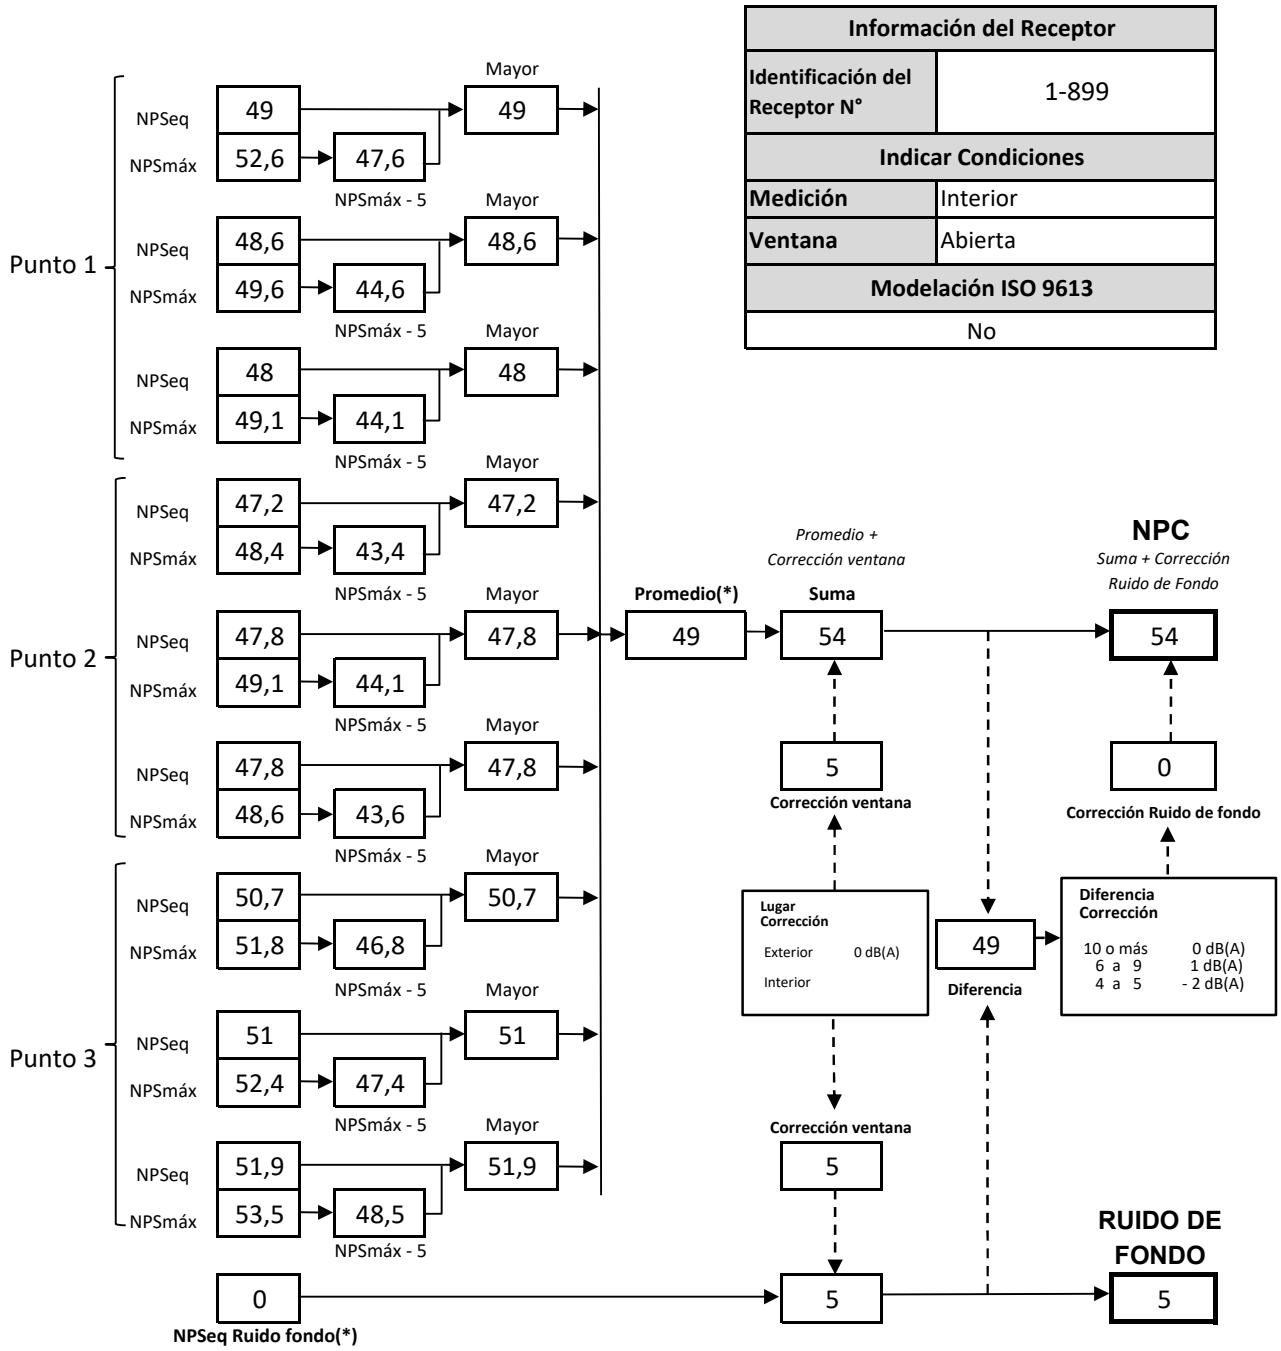 Información del Receptor
Identificación del
Receptor N°
1-899
Indicar Condiciones
Medición
Interior
Ventana
Abierta
Modelación ISO 9613
No
Punto 1
Mayor
NPSeq
49
49
NPSmáx
52,6
47,6
NPSmáx - 5
Mayor
NPSeq
48,6
48,6
NPSmáx
49,6
44,6
NPSmáx - 5
Mayor
NPSeq
48
48
NPSmáx
49,1
44,1
NPSmáx - 5
Punto 2
Mayor
NPSeq
47,2
47,2
NPSmáx
48,4
43,4
NPSmáx - 5
Mayor
NPSeq
47,8
47,8
NPSmáx
49,1
44,1
NPSmáx - 5
Mayor
NPSeq
47,8
47,8
NPSmáx
48,6
43,6
NPSmáx - 5
Punto 3
Mayor
NPSeq
50,7
50,7
NPSmáx
51,8
46,8
NPSmáx - 5
NPSeq
51
51
NPSmáx
52,4
47,4
NPSmáx - 5
Mayor
NPSeq
51,9
51,9
NPSmáx
53,5
48,5
NPSmáx - 5
0
NPSeq Ruido fondo(*)
Promedio(*)
49
Promedio +
Corrección ventana
Suma
54
5
Corrección ventana
Lugar
Corrección
Exterior 0 dB(A)
Interior
Corrección ventana
5
5
49
Diferencia
NPC
Suma + Corrección
Ruido de Fondo
54
0
Corrección Ruido de fondo
Diferencia
Corrección
10 o más 0 dB(A)
6 a 9 1 dB(A)
4 a 5 - 2 dB(A)
RUIDO DE
FONDO
5